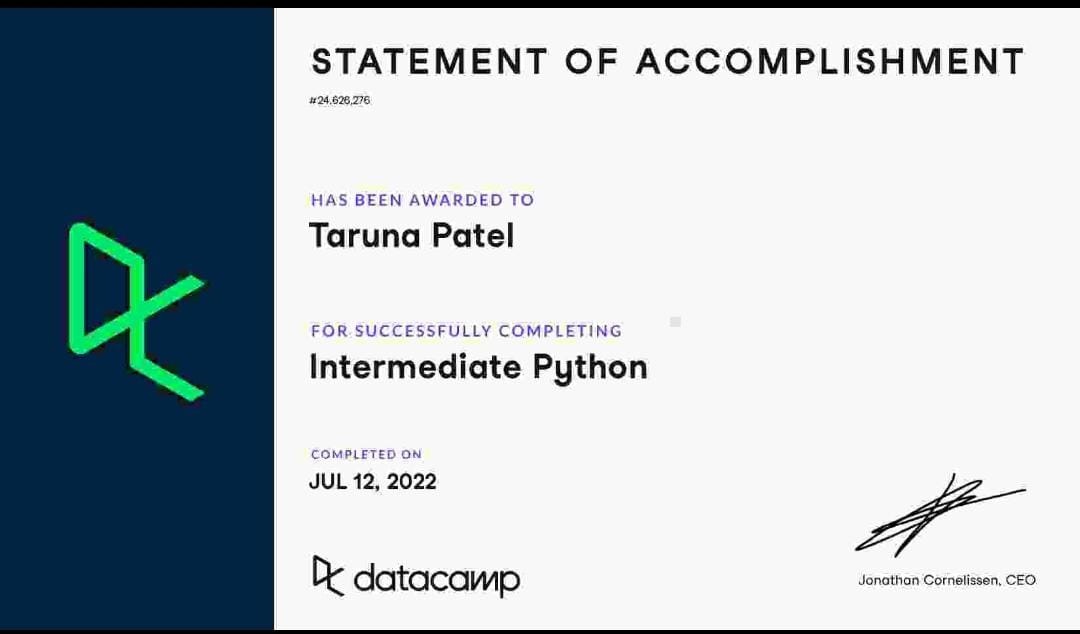 STATEMENT OF ACCOMPLISHMENT
#24,626,276
HAS BEEN AWARDED TO
Taruna Patel
FOR SUCCESSFULLY COMPLETING
Intermediate Python
COMPLETED ON
JUL 12, 2022
datacamp
Jonathan Cornelissen, CEO